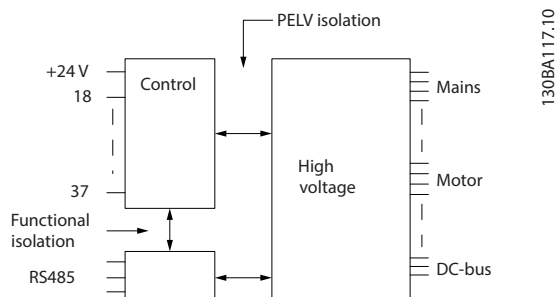 PELV isolation
130BA117.10
+24 V
Control
Mains
18
High
voltage
Motor
37
Functional
isolation
DC-bus
RS485